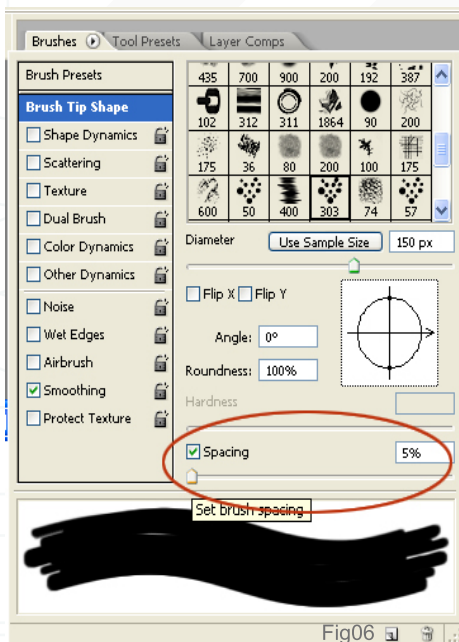 Brushes Tool Presets Layer Comps
Brush Presets
Brush Tip Shape
Shape Dynamics
Scattering
Texture
Dual Brush
Color Dynamics
Other Dynamics
Noise
Wet Edges
Airbrush
Smoothing
Protect Texture
435 700 900 200 192 387
102 312 311 1864 90 200
175 36 80 200 100 175
600 50 400 303 74 57
Diameter Use Sample Size 150 px
Flip X Flip Y
Angle: 0º
Roundness: 100%
Hardness
Spacing 5%
Set brush spacing
Fig06